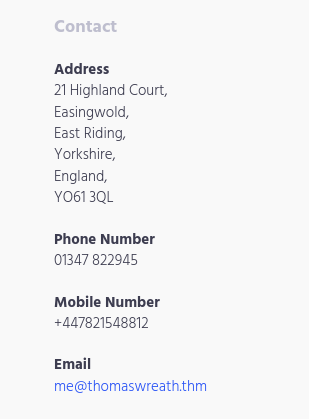 Contact
Address
21 Highland Court,
Easingwold,
East Riding,
Yorkshire,
England,
YO61 3QL
Phone Number
01347 822945
Mobile Number
+447821548812
Email
me@thomaswreath.thm